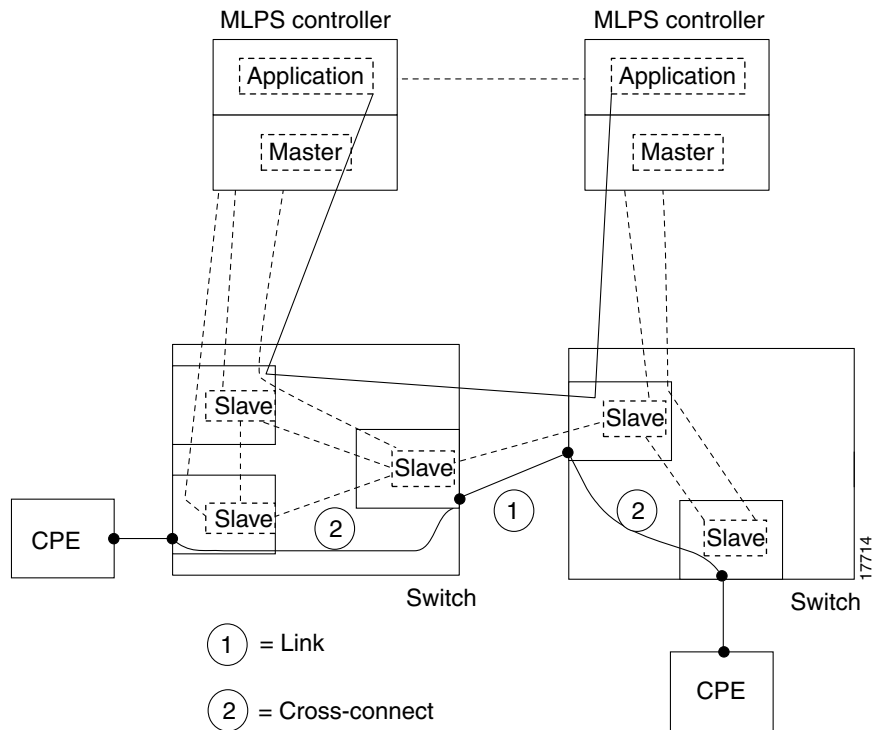 MLPS controller
MLPS controller
Application
Application
Master
Master
Slave
Slave
Slave
Slave
Slave
CPE
2
1
2
17714
Switch
Switch
1 = Link
CPE
2 = Cross-connect